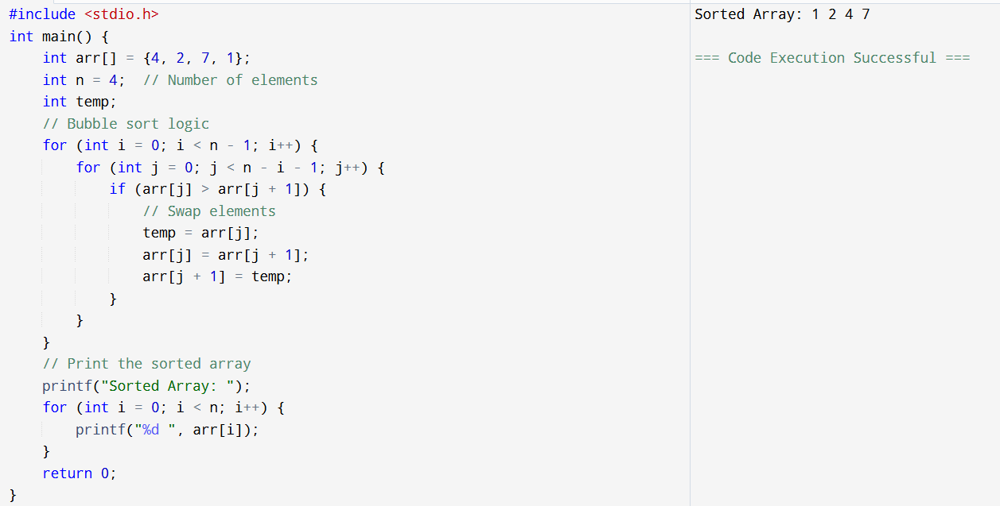 #include <stdio.h>
int main() {
    int arr[] = {4, 2, 7, 1};
    int n = 4;  // Number of elements
    int temp;
    // Bubble sort logic
    for (int i = 0; i < n - 1; i++) {
        for (int j = 0; j < n - i - 1; j++) {
            if (arr[j] > arr[j + 1]) {
                // Swap elements
                temp = arr[j];
                arr[j] = arr[j + 1];
                arr[j + 1] = temp;
            }
        }
    }
    // Print the sorted array
    printf("Sorted Array: ");
    for (int i = 0; i < n; i++) {
        printf("%d ", arr[i]);
    }
    return 0;
}
Sorted Array: 1 2 4 7
=== Code Execution Successful ===